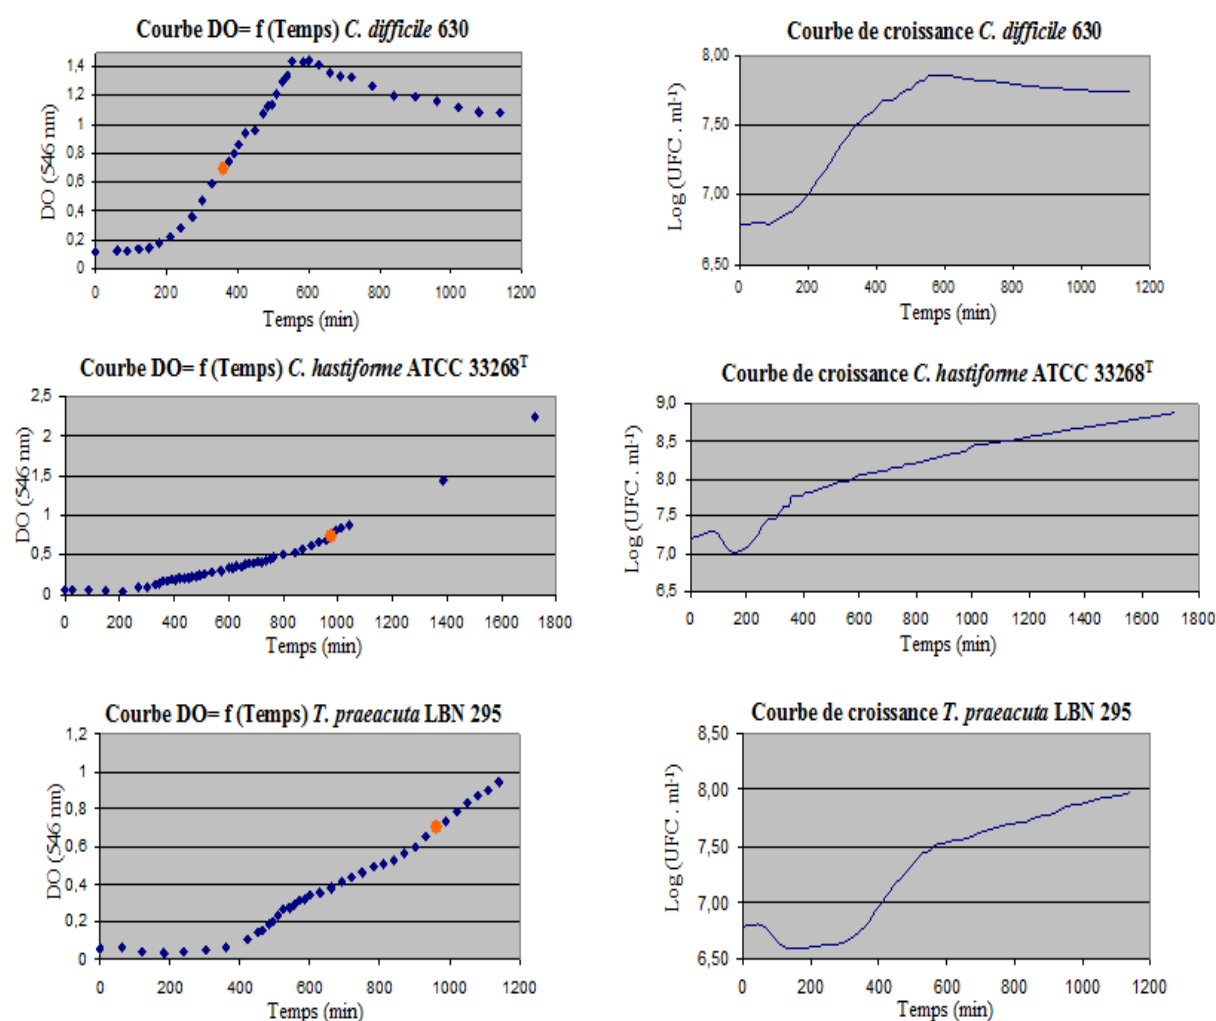 Courbe DO= f (Temps) C. difficile 630
DO (546 nm)
1,4
1,2
1
0,8
0,6
0,4
0,2
0
0 200 400 600 800 1000 1200
Temps (min)
Courbe de croissance C. difficile 630
Log (UFC . ml-1)
8,00
7,50
7,00
6,50
0 200 400 600 800 1000 1200
Temps (min)
Courbe DO= f (Temps) C. hastiforme ATCC 33268T
DO (546 nm)
2,5
2
1,5
1
0,5
0
0 200 400 600 800 1000 1200 1400 1600 1800
Temps (min)
Courbe de croissance C. hastiforme ATCC 33268T
Log (UFC . ml-1)
9,0
8,5
8,0
7,5
7,0
6,5
0 200 400 600 800 1000 1200 1400 1600 1800
Temps (min)
Courbe DO= f (Temps) T. praeacuta LBN 295
DO (546 nm)
1,2
1
0,8
0,6
0,4
0,2
0
0 200 400 600 800 1000 1200
Temps (min)
Courbe de croissance T. praeacuta LBN 295
Log (UFC . ml-1)
8,50
8,00
7,50
7,00
6,50
0 200 400 600 800 1000 1200
Temps (min)